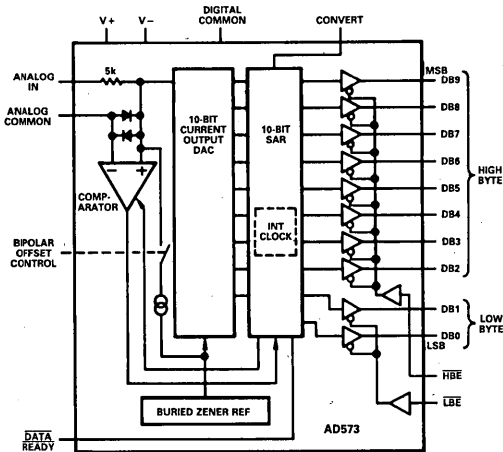 V+ V− DIGITAL COMMON CONVERT
ANALOG IN
5k
ANALOG COMMON
10-BIT CURRENT OUTPUT DAC
10-BIT SAR
INT CLOCK
− +
COMP-
ARATOR
BIPOLAR OFFSET CONTROL
BURIED ZENER REF
DATA READY
AD573
MSB
DB9
DB8
DB7
DB6
DB5
DB4
DB3
DB2
HIGH BYTE
DB1
DB0
LSB
LOW BYTE
HBE
LBE